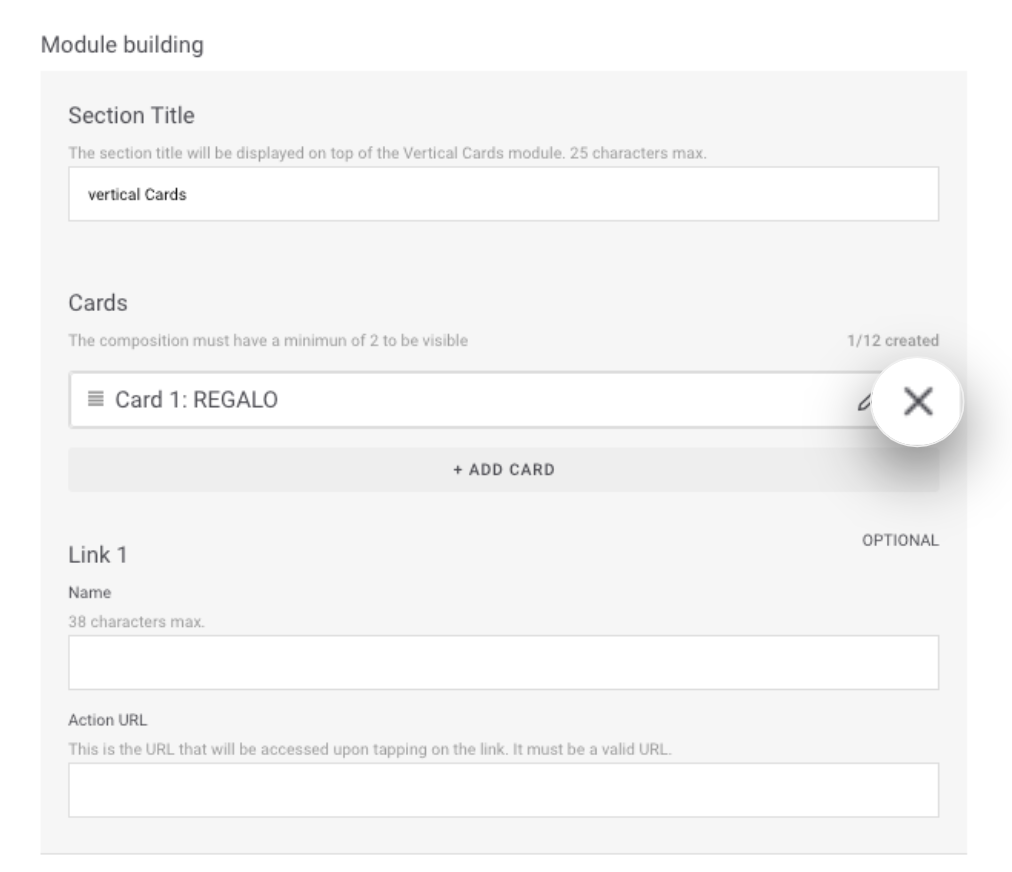 Module building
Section Title
The section title will be displayed on top of the Vertical Cards module. 25 characters max.
vertical Cards
Cards
The composition must have a minimun of 2 to be visible
1/12 created
Card 1: REGALO
+ ADD CARD
OPTIONAL
Link 1
Name
38 characters max.
Action URL
This is the URL that will be accessed upon tapping on the link. It must be a valid URL.